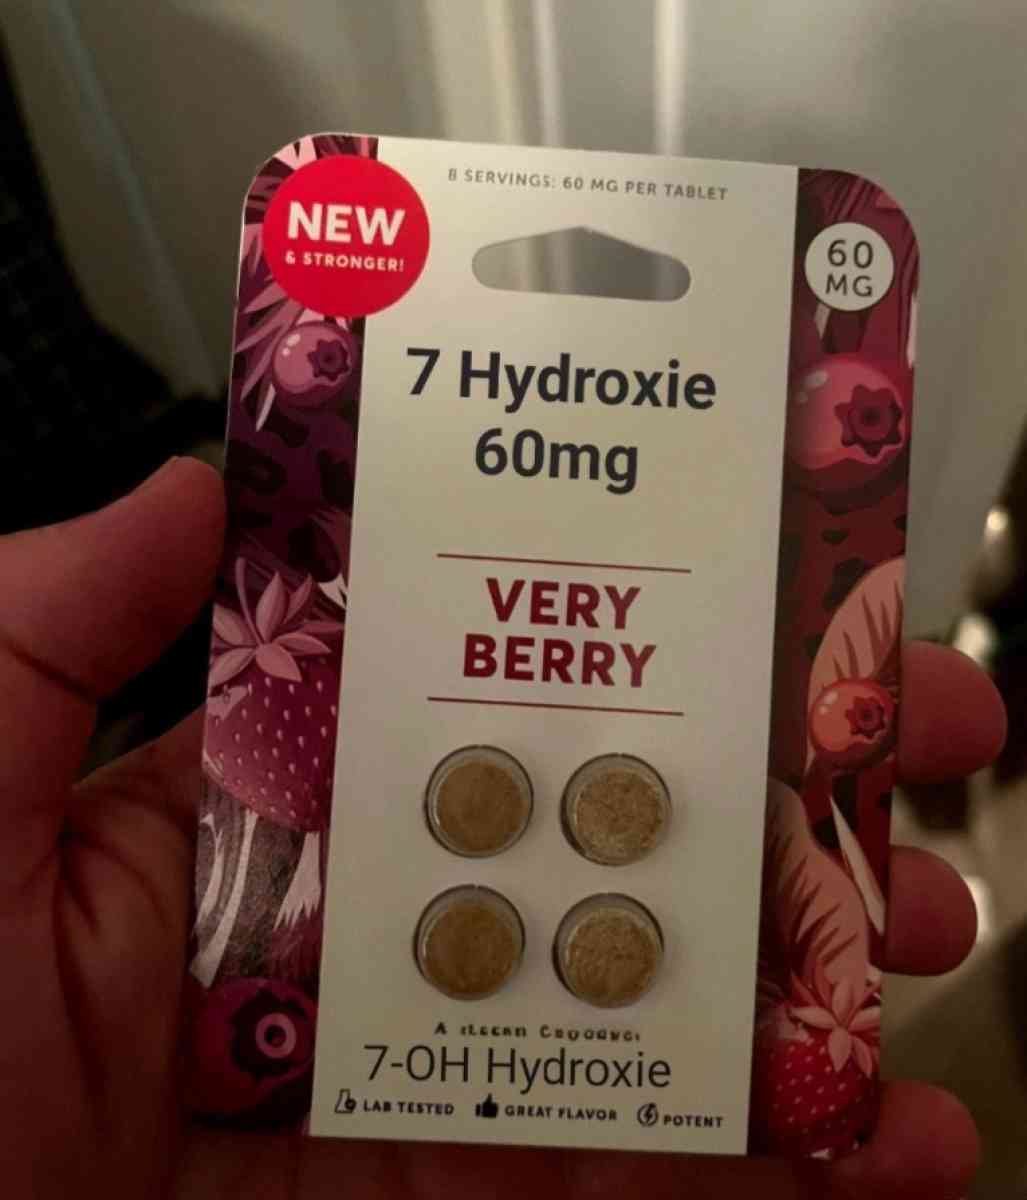 8 SERVINGS: 60 MG PER TABLET
NEW
& STRONGER!
60
MG
7 Hydroxie
60mg
VERY
BERRY
A
7-OH Hydroxie
LAB TESTED GREAT FLAVOR POTENT